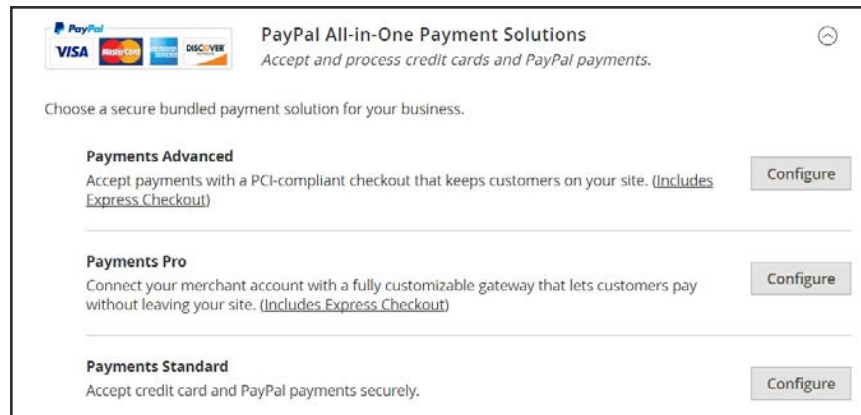 PayPal
VISA MasterCard AMERICAN EXPRESS DISCOVER
PayPal All-in-One Payment Solutions
Accept and process credit cards and PayPal payments.
Choose a secure bundled payment solution for your business.
Payments Advanced
Accept payments with a PCI-compliant checkout that keeps customers on your site. (Includes
Express Checkout)
Configure
Payments Pro
Connect your merchant account with a fully customizable gateway that lets customers pay
without leaving your site. (Includes Express Checkout)
Configure
Payments Standard
Accept credit card and PayPal payments securely.
Configure